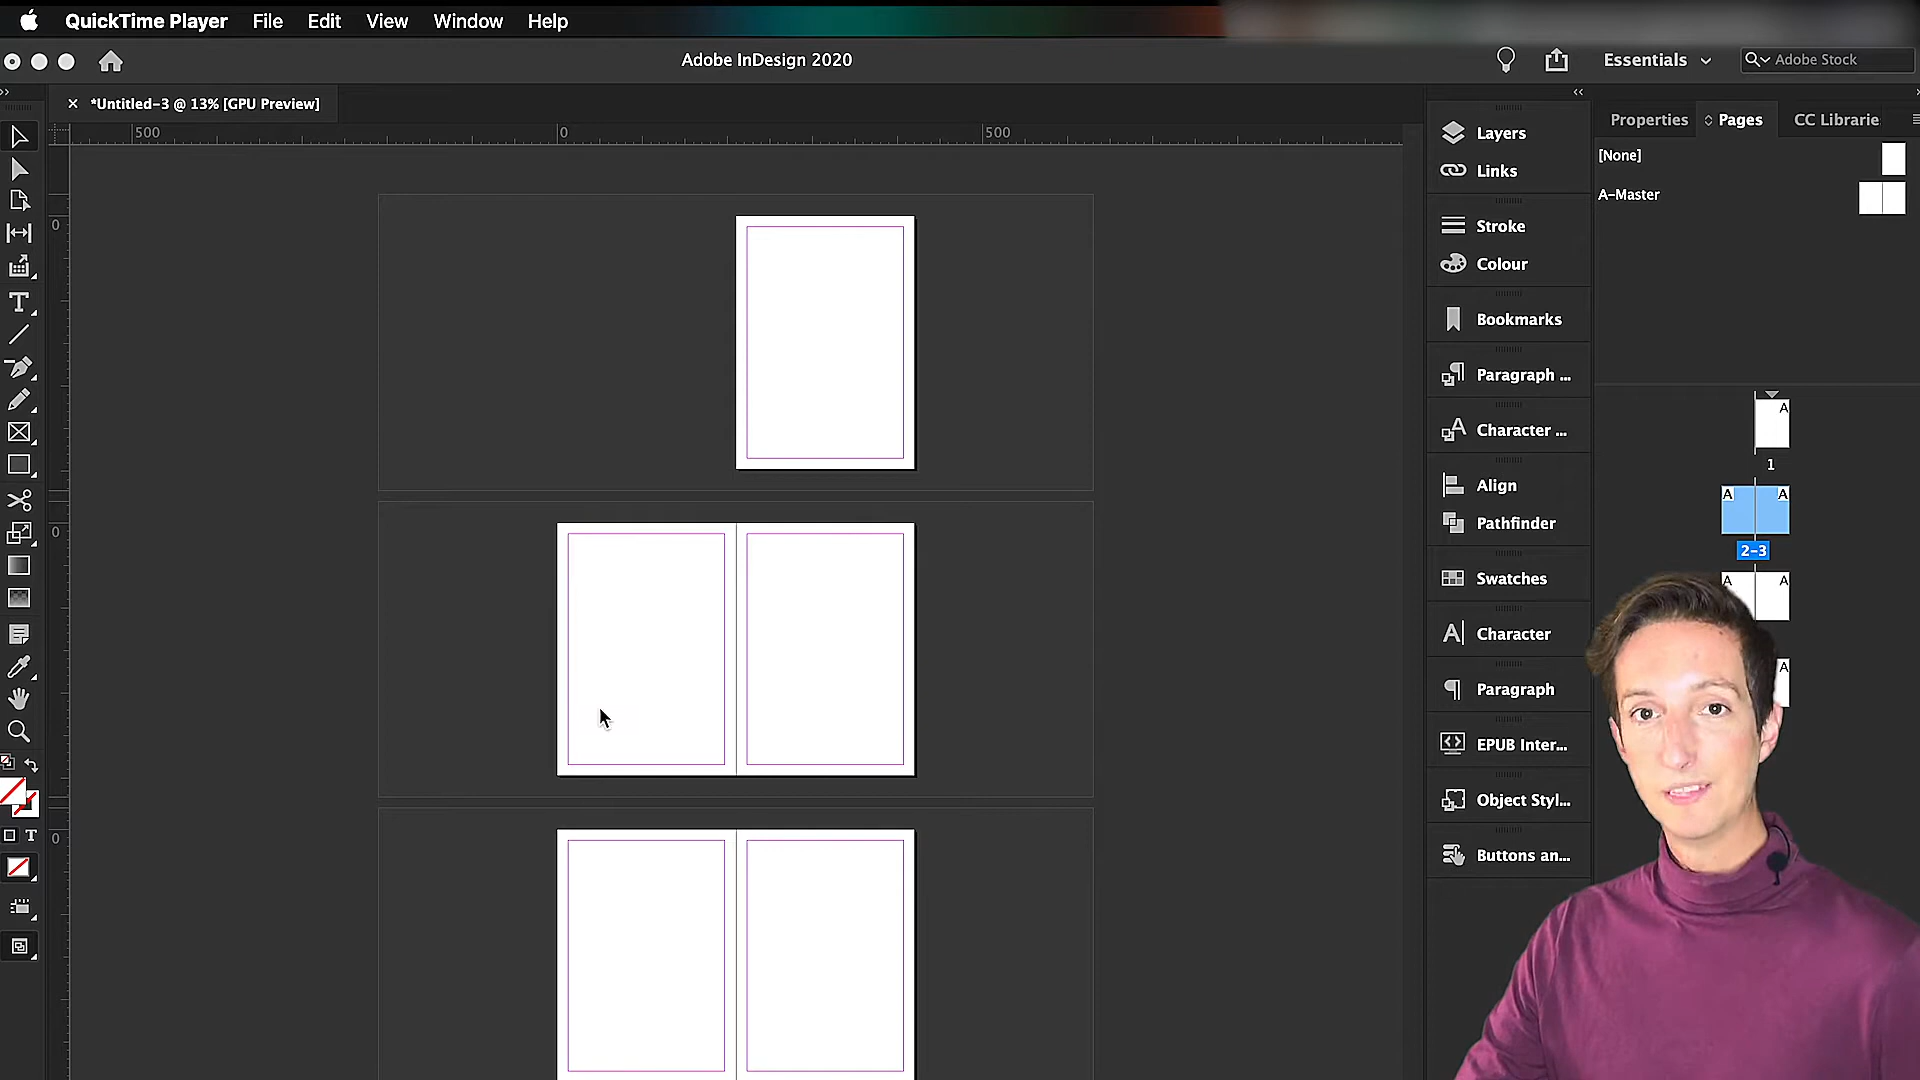 QuickTime Player File Edit View Window Help
Adobe InDesign 2020
Essentials
Adobe Stock
*Untitled-3 @ 13% [GPU Preview]
500 0 500
0
0
0
T
T
Layers
Links
Stroke
Colour
Bookmarks
Paragraph ...
Character ...
Align
Pathfinder
Swatches
Character
Paragraph
EPUB Inter...
Object Styl...
Buttons an...
Properties Pages CC Librarie
[None]
A-Master
A
1
A A
2-3
A A
A